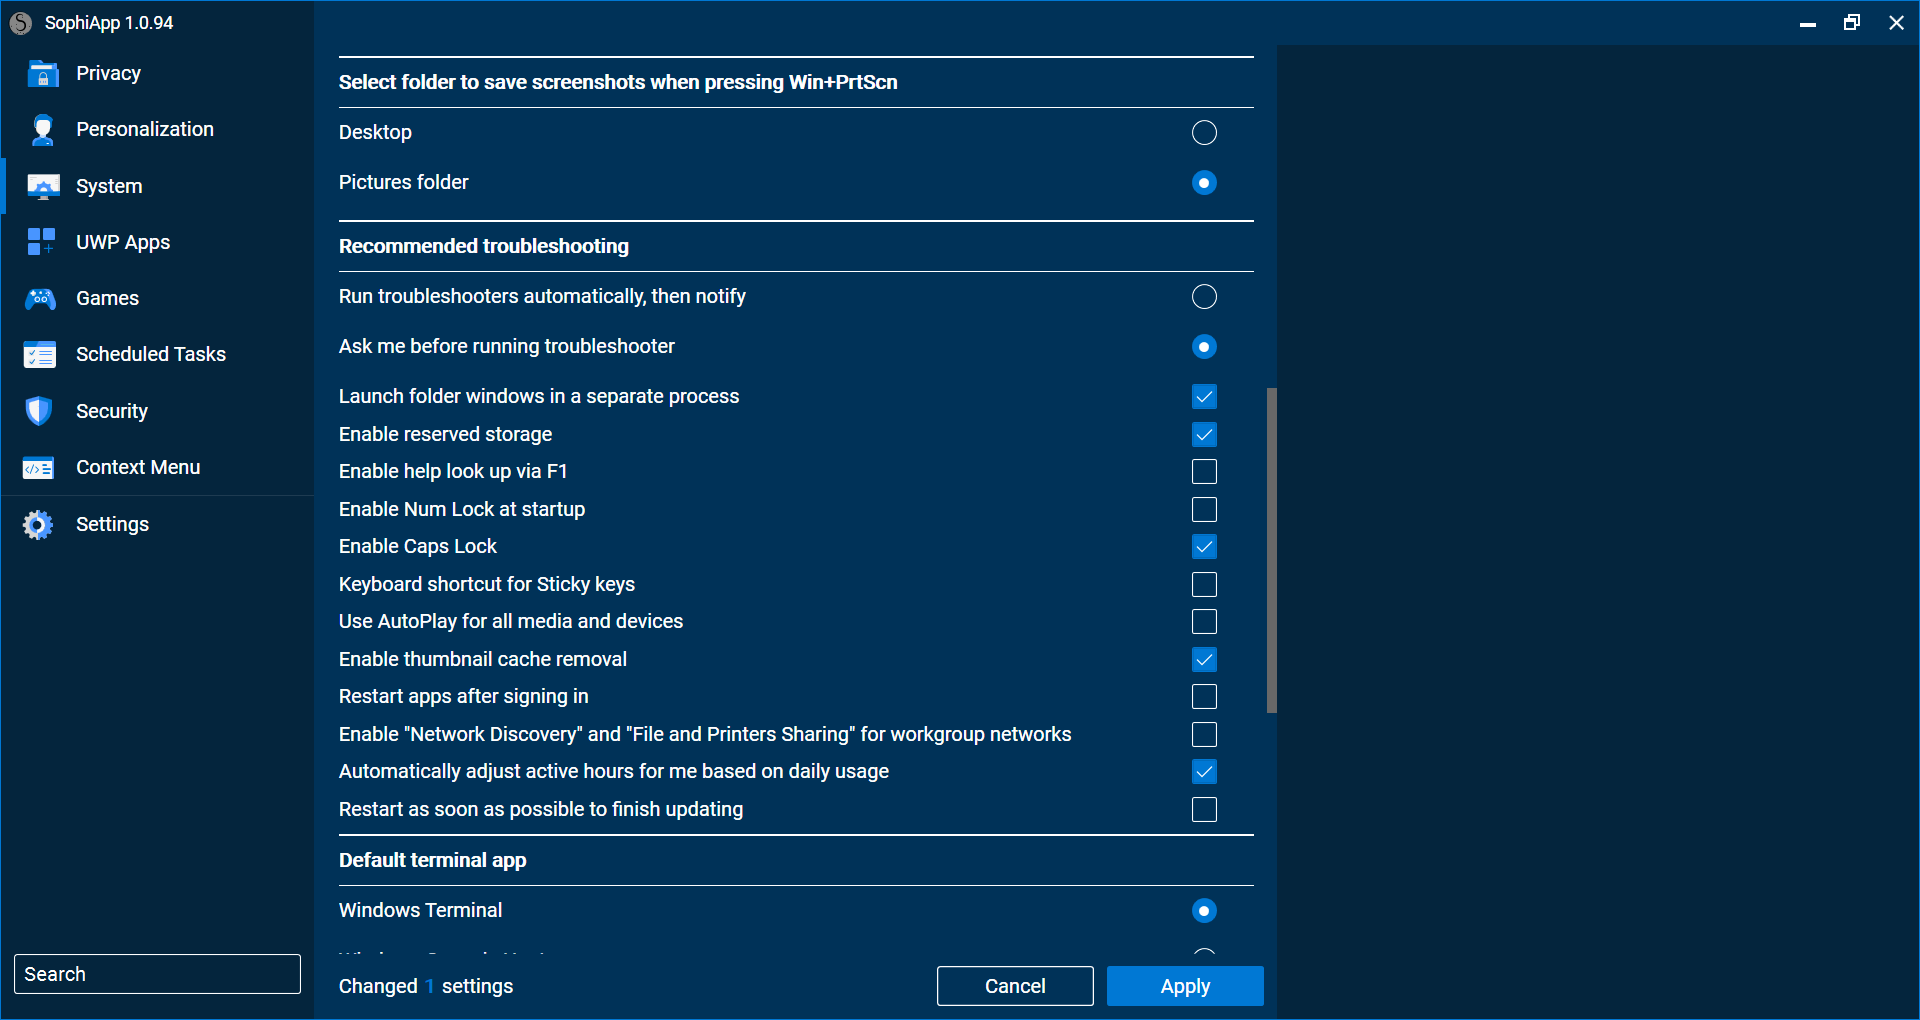 SophiApp 1.0.94
Privacy
Personalization
System
UWP Apps
Games
Scheduled Tasks
Security
Context Menu
Settings
Search
Select folder to save screenshots when pressing Win+PrtScn
Desktop
Pictures folder
Recommended troubleshooting
Run troubleshooters automatically, then notify
Ask me before running troubleshooter
Launch folder windows in a separate process
Enable reserved storage
Enable help look up via F1
Enable Num Lock at startup
Enable Caps Lock
Keyboard shortcut for Sticky keys
Use AutoPlay for all media and devices
Enable thumbnail cache removal
Restart apps after signing in
Enable "Network Discovery" and "File and Printers Sharing" for workgroup networks
Automatically adjust active hours for me based on daily usage
Restart as soon as possible to finish updating
Default terminal app
Windows Terminal
Changed 1 settings
Cancel
Apply